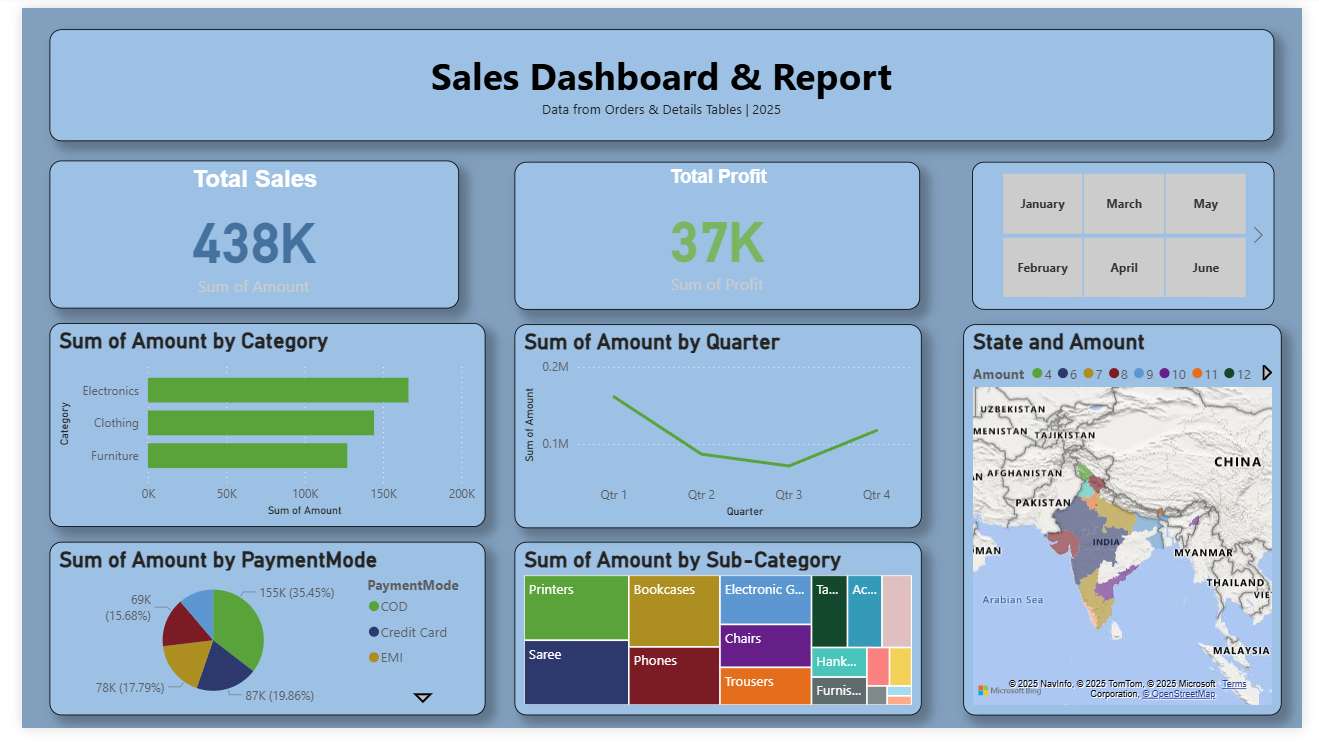 Sales Dashboard & Report
Data from Orders & Details Tables | 2025
Total Sales
438K
Sum of Amount
Total Profit
37K
Sum of Profit
January
March
May
February
April
June
Sum of Amount by Category
Category
Electronics
Clothing
Furniture
0K
50K
100K
150K
200K
Sum of Amount
Sum of Amount by Quarter
Sum of Amount
0.2M
0.1M
Qtr 1
Qtr 2
Qtr 3
Qtr 4
Quarter
State and Amount
Amount 4 6 7 8 9 10 11 12
UZBEKISTAN
MENISTAN
TAJIKISTAN
CHINA
AFGHANISTAN
AN
PAKISTAN
INDIA
OMAN
MYANMAR
Arabian Sea
THAILAND
VIE
MALAYSIA
Microsoft Bing
© 2025 NavInfo, © 2025 TomTom, © 2025 Microsoft Terms
Corporation, © OpenStreetMap
Sum of Amount by PaymentMode
155K (35.45%)
69K
(15.68%)
78K (17.79%)
87K (19.86%)
PaymentMode
COD
Credit Card
EMI
Sum of Amount by Sub-Category
Printers
Saree
Bookcases
Phones
Electronic G...
Chairs
Trousers
Ta...
Ac...
Hank...
Furnis...